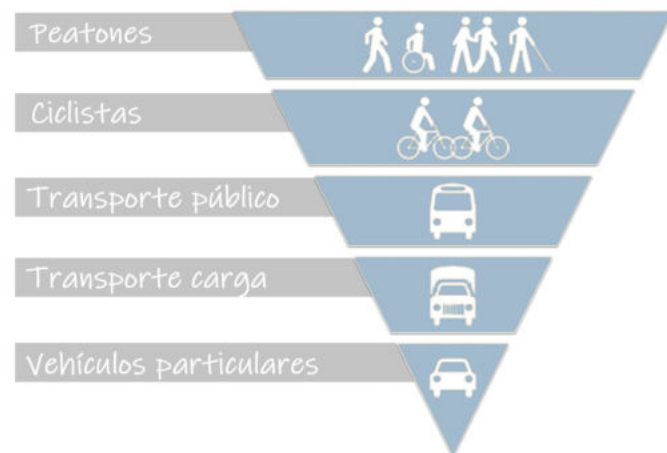 Peatones
Ciclistas
Transporte público
Transporte carga
Vehículos particulares